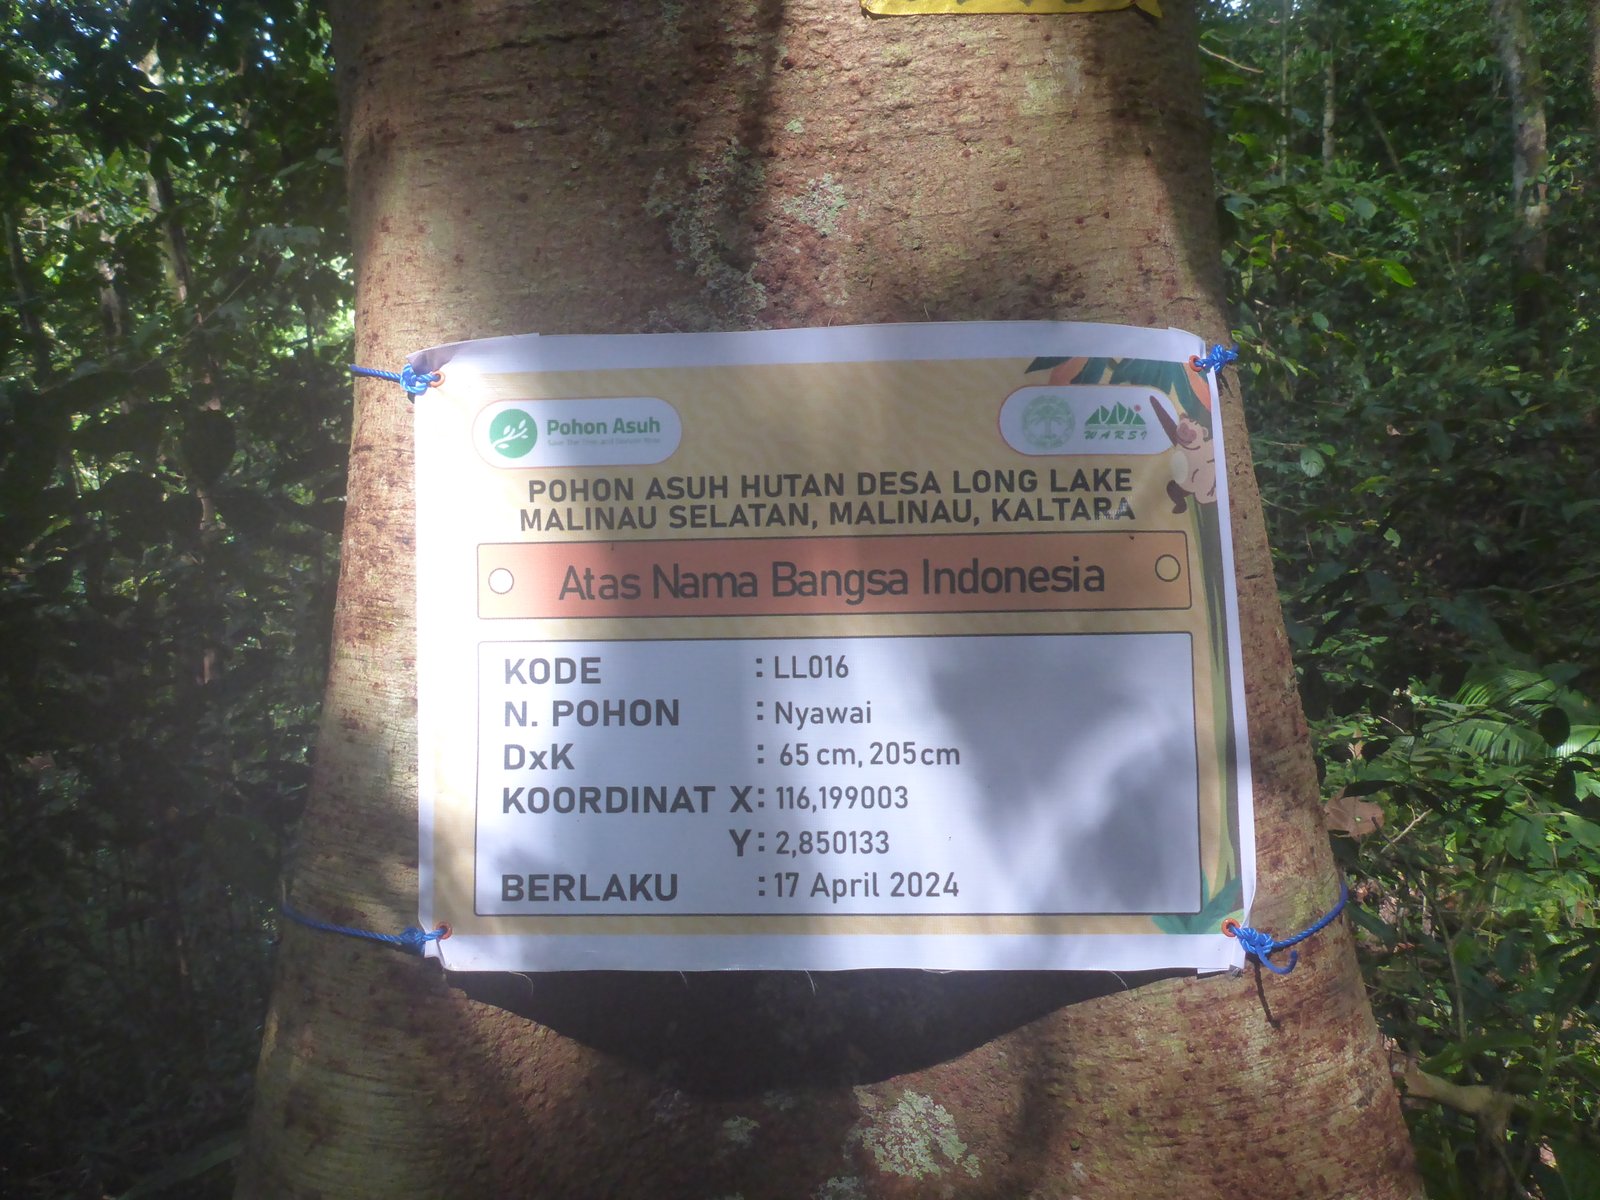 Pohon Asuh
WARSI
POHON ASUH HUTAN DESA LONG LAKE
MALINAU SELATAN, MALINAU, KALTARA
Atas Nama Bangsa Indonesia
KODE : LL016
N. POHON : Nyawai
DxK : 65 cm, 205 cm
KOORDINAT X : 116,199003
Y : 2,850133
BERLAKU : 17 April 2024